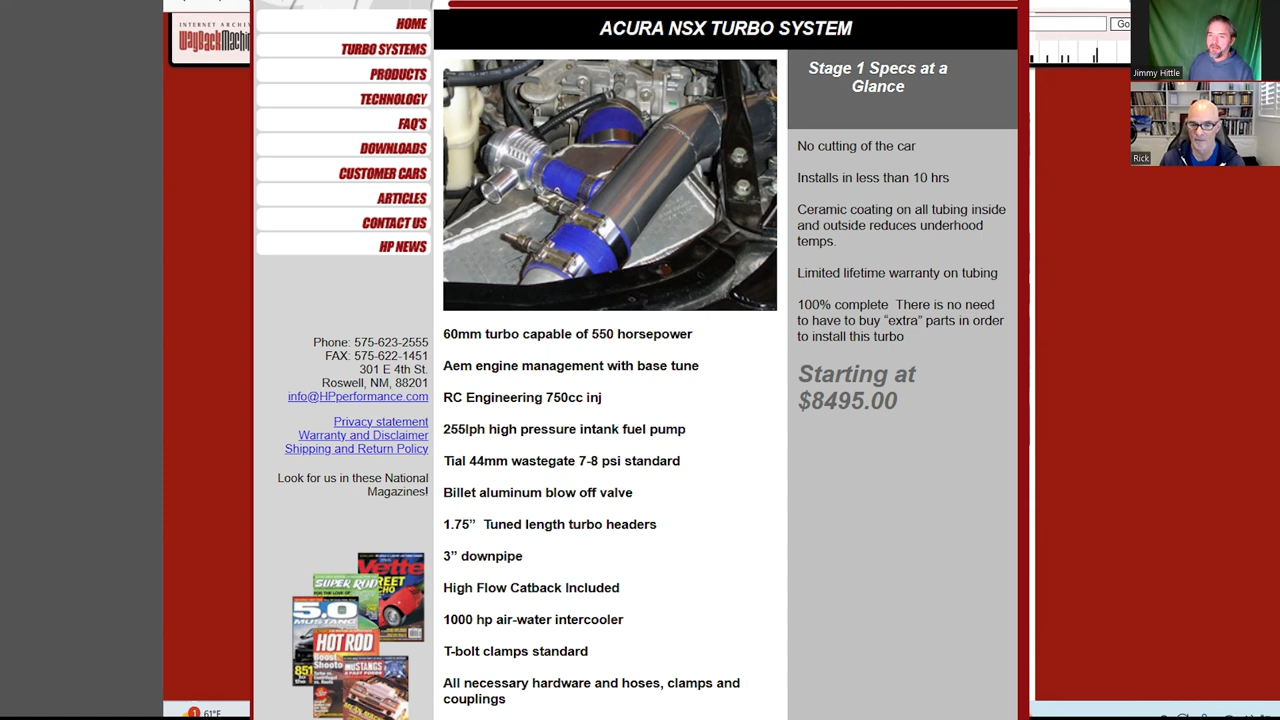 INTERNET ARCHIV
WayBackMachin
HOME
TURBO SYSTEMS
PRODUCTS
TECHNOLOGY
FAQ'S
DOWNLOADS
CUSTOMER CARS
ARTICLES
CONTACT US
HP NEWS
Phone: 575-623-2555
FAX: 575-622-1451
301 E 4th St.
Roswell, NM, 88201
info@HPperformance.com
Privacy statement
Warranty and Disclaimer
Shipping and Return Policy
Look for us in these National
Magazines!
Vette
SUPER ROD
5.0
MUSTANG
HOT ROD
ACURA NSX TURBO SYSTEM
60mm turbo capable of 550 horsepower
Aem engine management with base tune
RC Engineering 750cc inj
255lph high pressure intank fuel pump
Tial 44mm wastegate 7-8 psi standard
Billet aluminum blow off valve
1.75” Tuned length turbo headers
3” downpipe
High Flow Catback Included
1000 hp air-water intercooler
T-bolt clamps standard
All necessary hardware and hoses, clamps and
couplings
Stage 1 Specs at a
Glance
No cutting of the car
Installs in less than 10 hrs
Ceramic coating on all tubing inside
and outside reduces underhood
temps.
Limited lifetime warranty on tubing
100% complete There is no need
to have to buy “extra” parts in order
to install this turbo
Starting at
$8495.00
Go
Jimmy Hittle
Rick
1
61°F